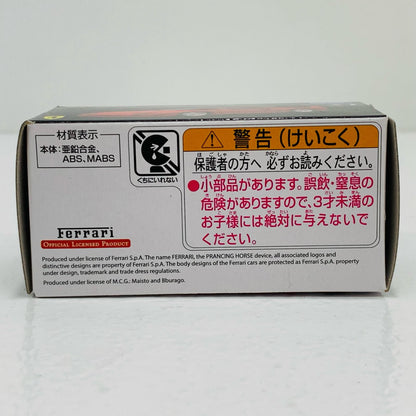 材質表示
本体：亜鉛合金、
ABS、MABS
くちにいれない
警告（けいこく）
保護者の方へ 必ずお読みください。
●小部品があります。誤飲・窒息の
危険がありますので、3才未満の
お子様には絶対に与えないで
ください。
Ferrari
OFFICIAL LICENSED PRODUCT
Produced under license of Ferrari S.p.A. The name FERRARI, the PRANCING HORSE device, all associated logos and
distinctive designs are property of Ferrari S.p.A. The body designs of the Ferrari cars are protected as Ferrari S.p.A. property
under design, trademark and trade dress regulations.
Produced under license of M.C.G.: Maisto and Bburago.